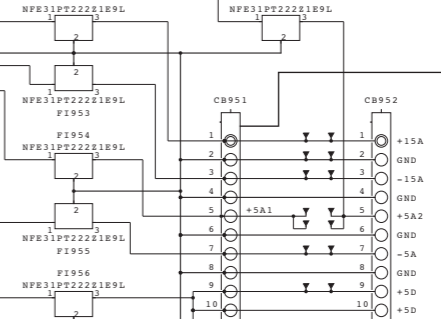 NFE31PT222Z1E9L NFE31PT222Z1E9L
1 3 1 3
2 2
2
1 3
NFE31PT222Z1E9L CB951 CB952
FI953
FI954 1 1 +15A
2 2 GND
1 3
2 3 3 -15A
4 4 GND
2 5 +5A1 5 +5A2
1 3
NFE31PT222Z1E9L 6 6 GND
FI955 7 7 -5A
FI956 8 8 GND
NFE31PT222Z1E9L 9 9 +5D
1 3
2 10 10 +5D